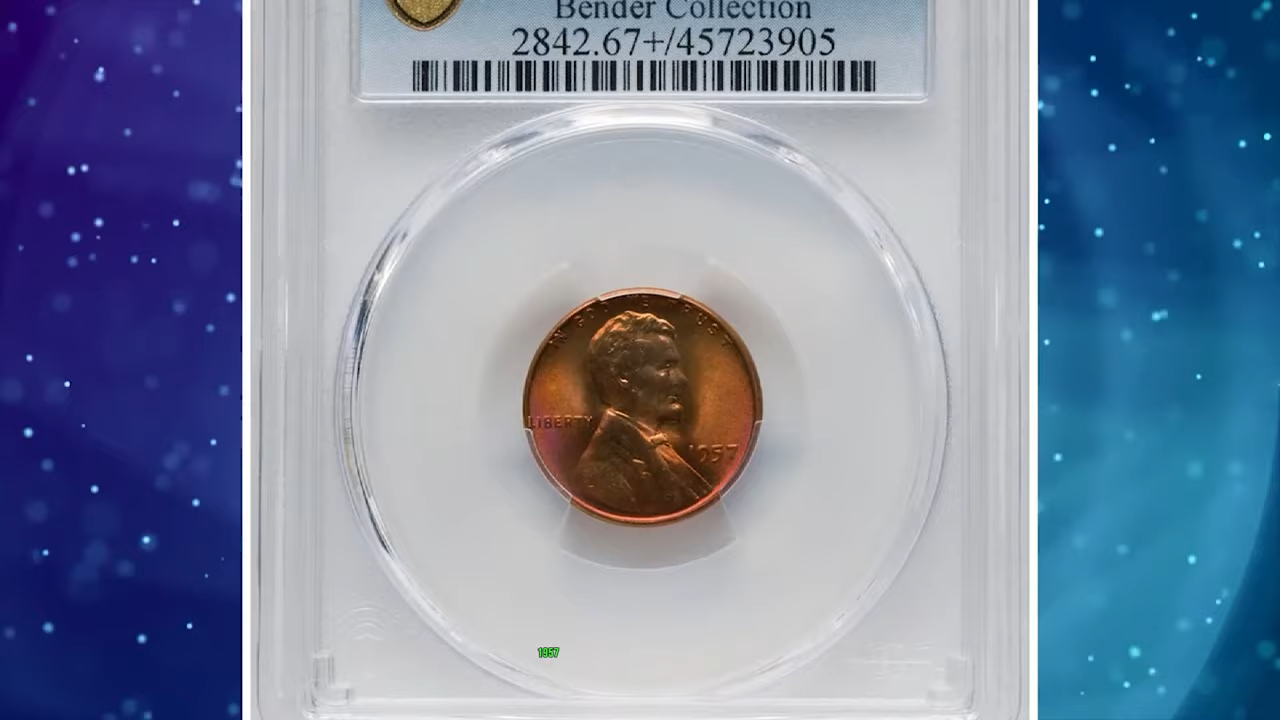 Bender Collection
2842.67+/45723905
IN GOD WE TRUST
LIBERTY
1957
1957